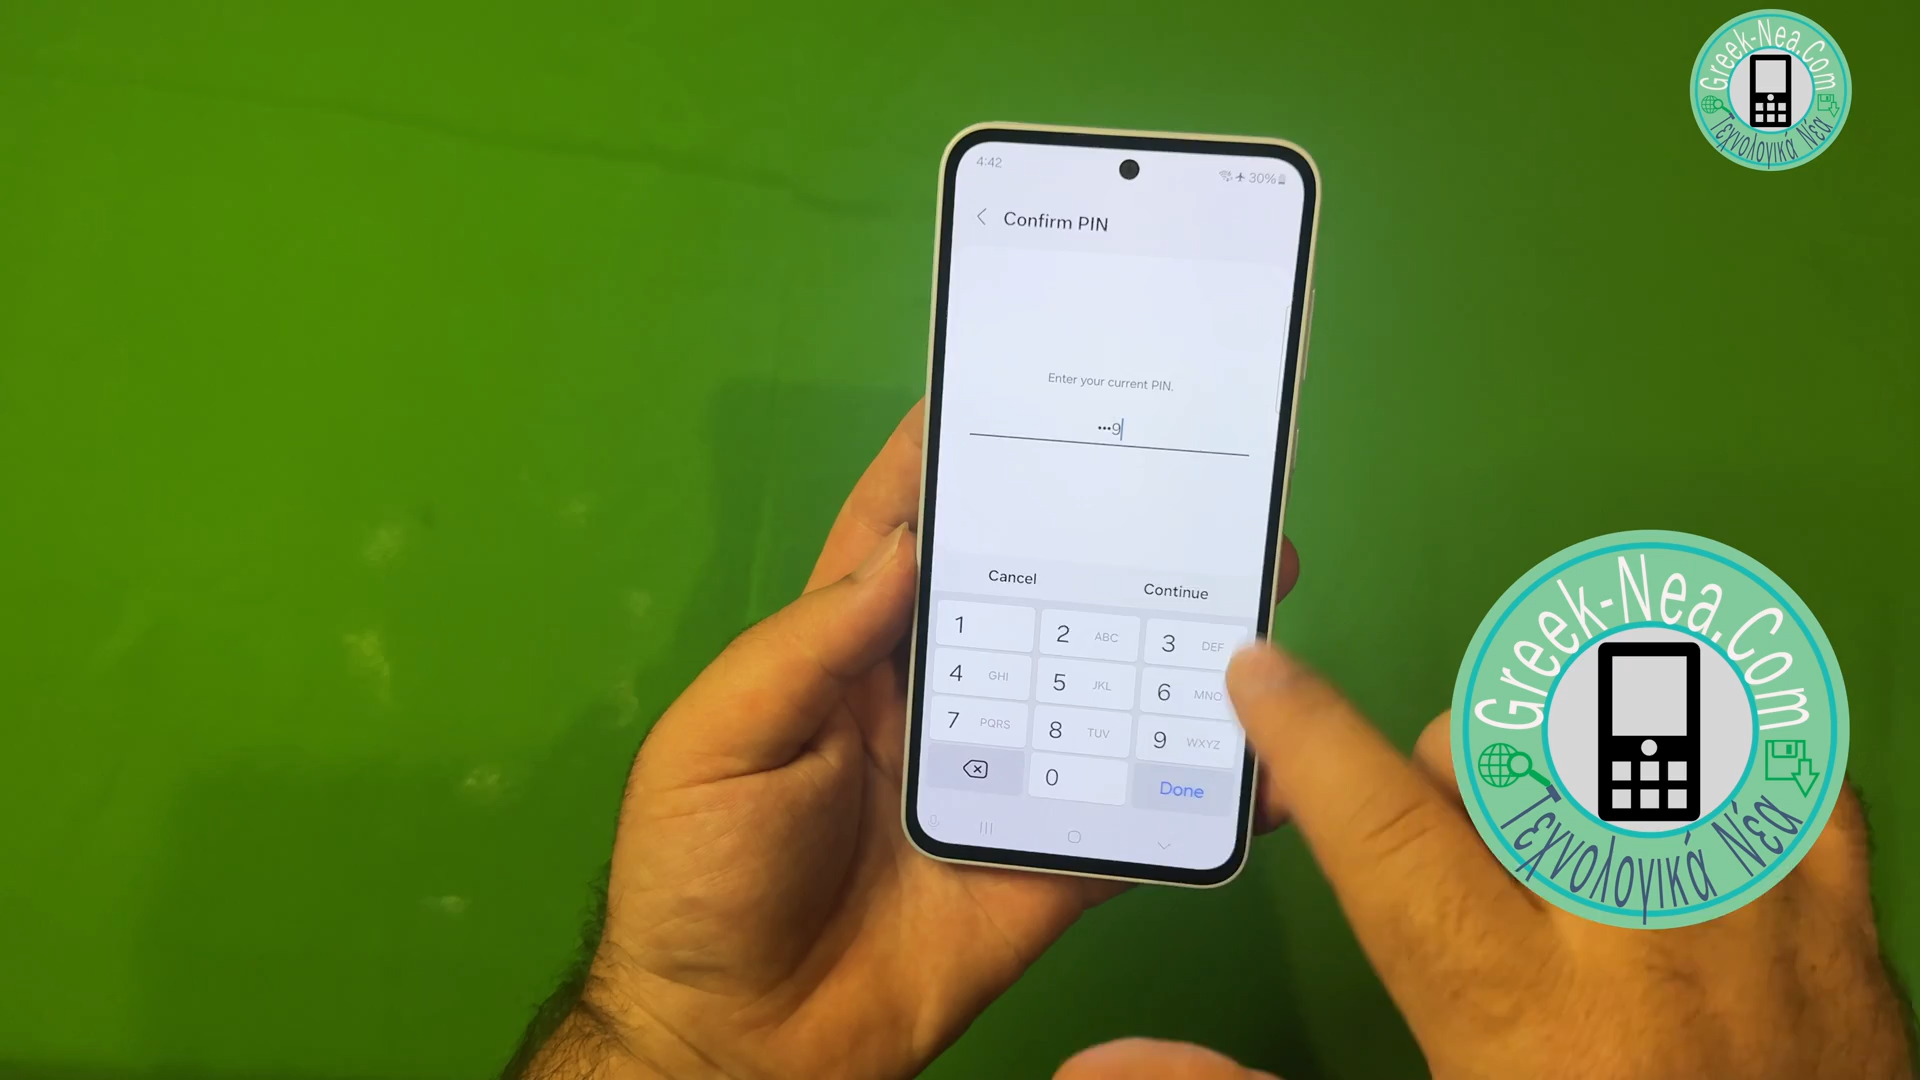 Greek-Nea.Com
Τεχνολογικά Νέα
4:42
30%
Confirm PIN
Enter your current PIN.
•••9
Cancel
Continue
1
2 ABC
3 DEF
4 GHI
5 JKL
6 MNO
7 PQRS
8 TUV
9 WXYZ
0
Done
Greek-Nea.Com
Τεχνολογικά Νέα